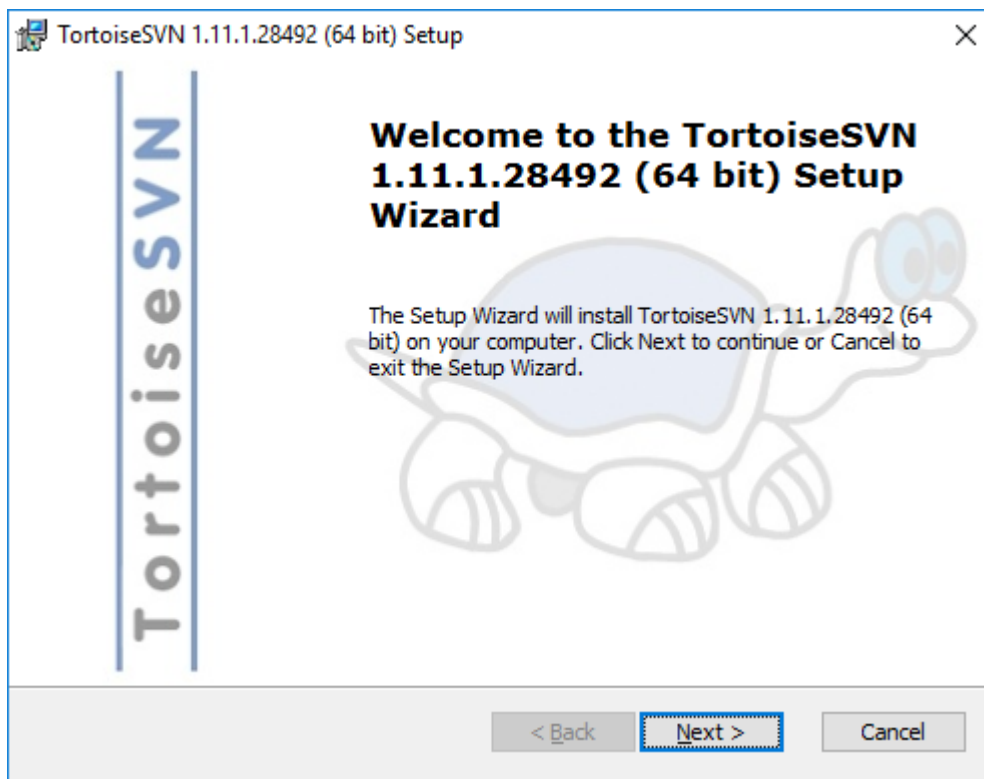 TortoiseSVN 1.11.1.28492 (64 bit) Setup
TortoiseSVN
Welcome to the TortoiseSVN
1.11.1.28492 (64 bit) Setup
Wizard
The Setup Wizard will install TortoiseSVN 1.11.1.28492 (64
bit) on your computer. Click Next to continue or Cancel to
exit the Setup Wizard.
< Back
Next >
Cancel